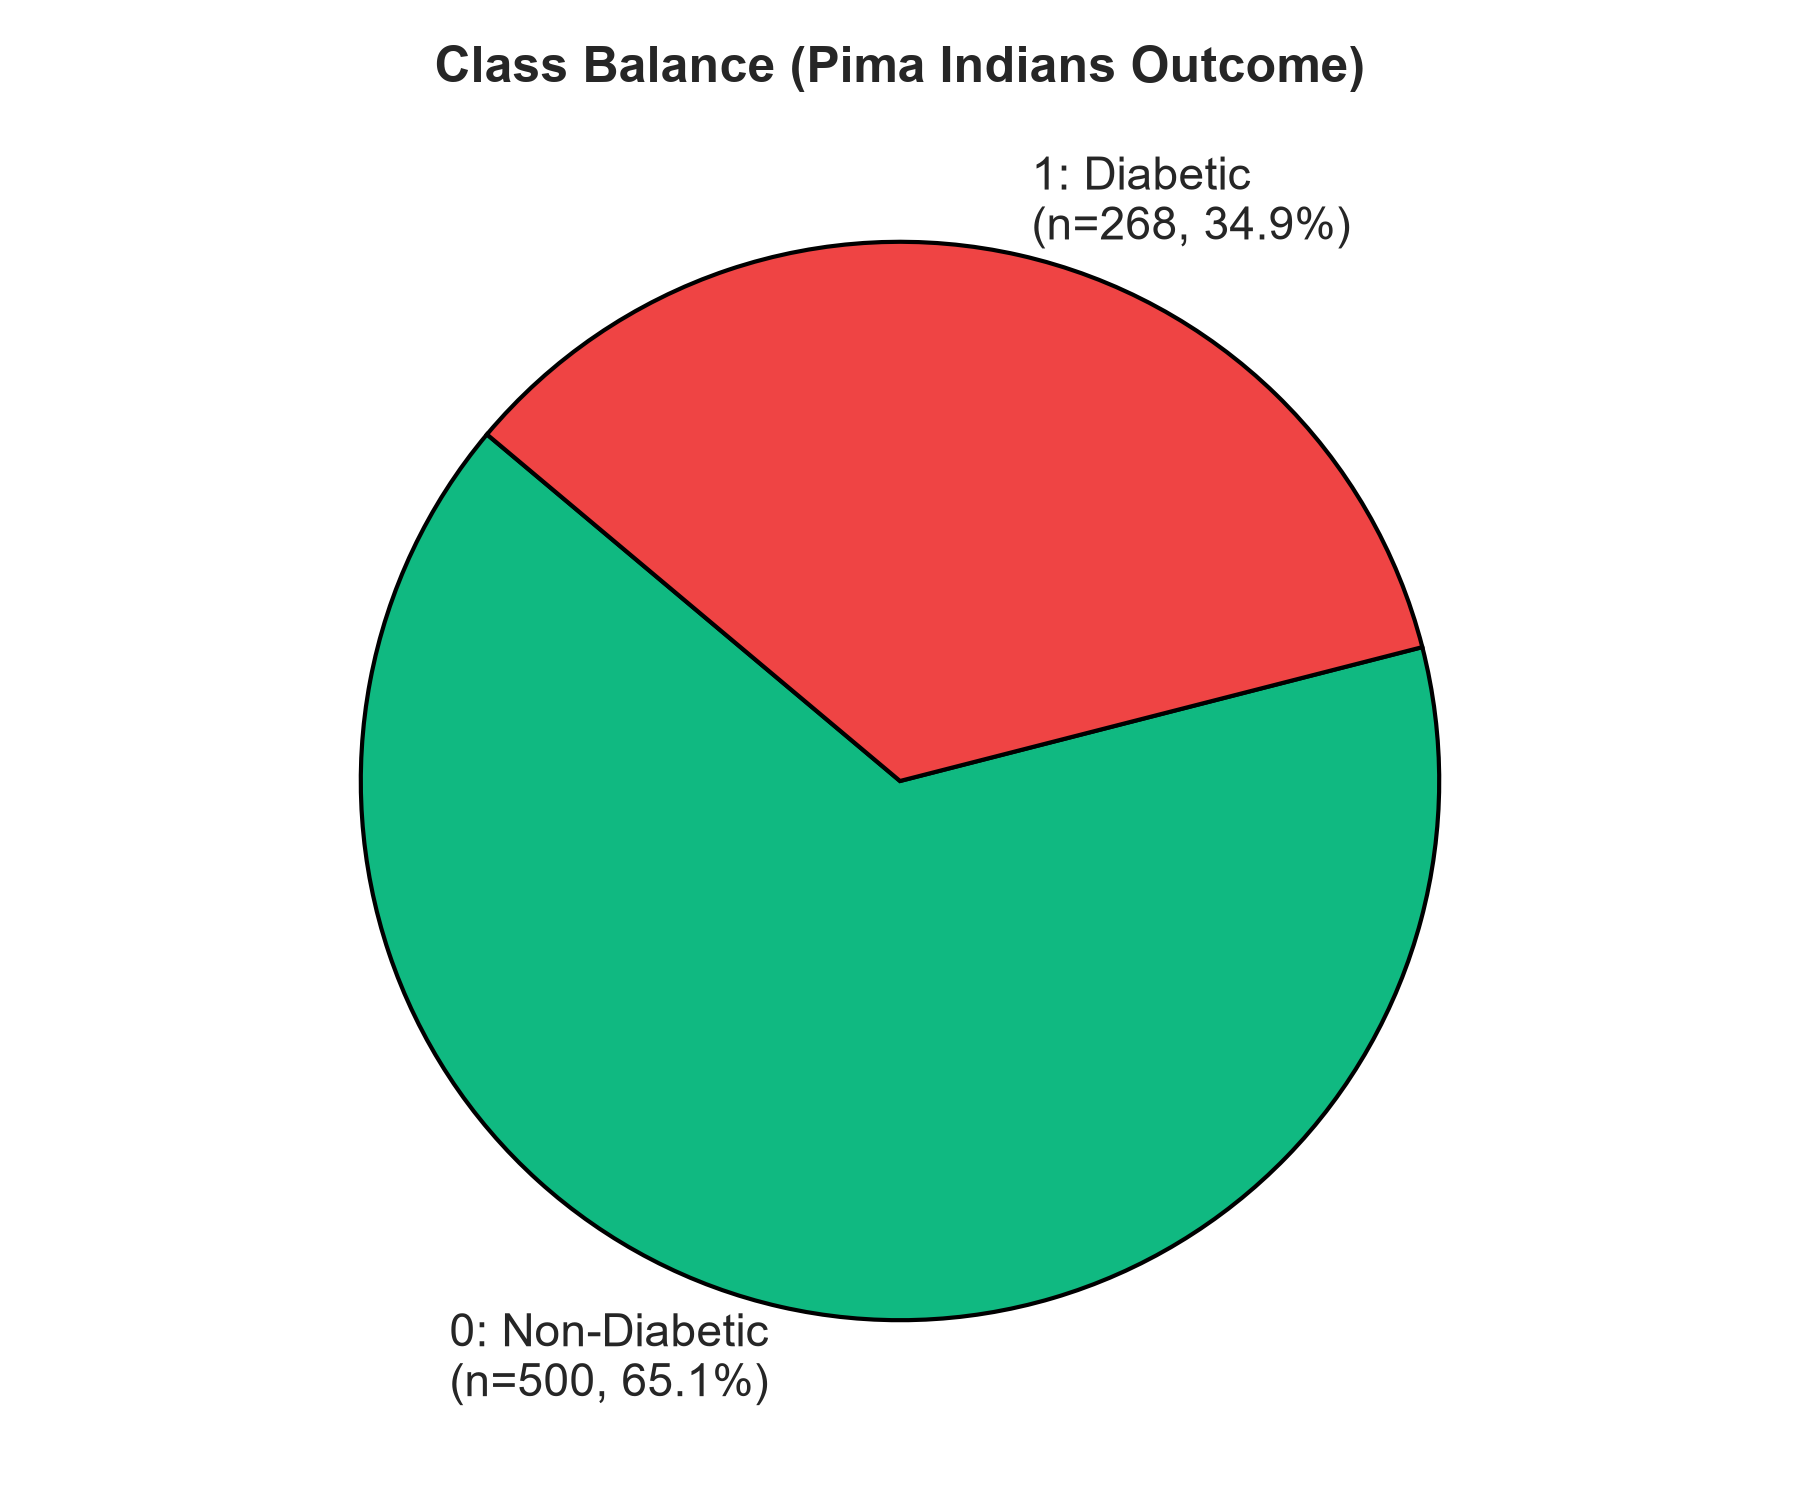 Class Balance (Pima Indians Outcome)
1: Diabetic
(n=268, 34.9%)
0: Non-Diabetic
(n=500, 65.1%)